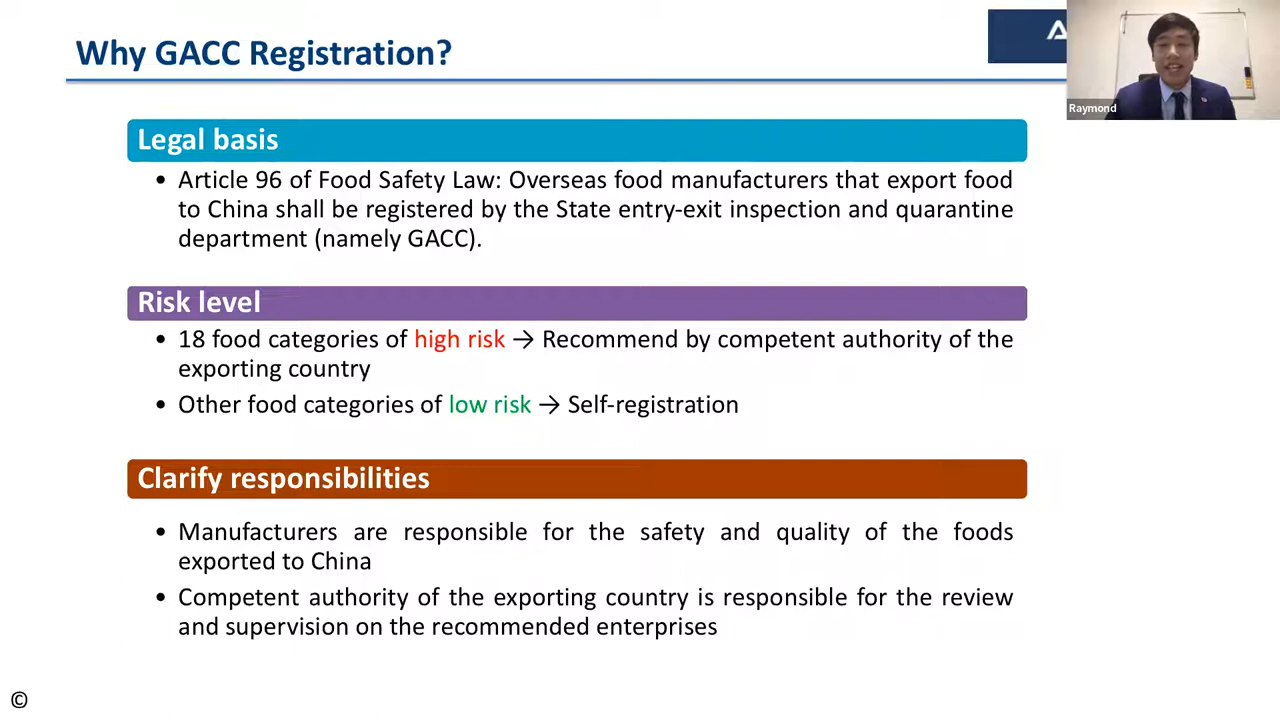 Why GACC Registration?
A
Raymond
Legal basis
• Article 96 of Food Safety Law: Overseas food manufacturers that export food
to China shall be registered by the State entry-exit inspection and quarantine
department (namely GACC).
Risk level
• 18 food categories of high risk → Recommend by competent authority of the
exporting country
• Other food categories of low risk → Self-registration
Clarify responsibilities
• Manufacturers are responsible for the safety and quality of the foods
exported to China
• Competent authority of the exporting country is responsible for the review
and supervision on the recommended enterprises
©